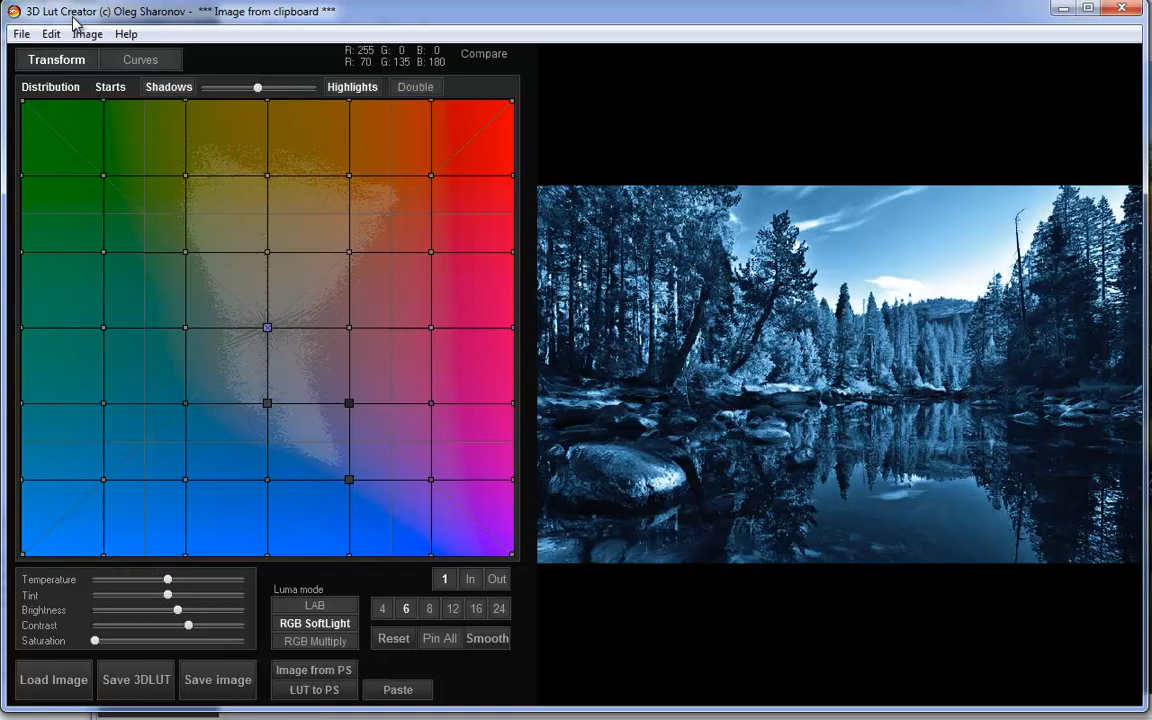 3D Lut Creator (c) Oleg Sharonov - *** Image from clipboard ***
File Edit Image Help
Transform Curves
R: 255 G: 0 B: 0
R: 70 G: 135 B: 180
Compare
Distribution Starts Shadows Highlights Double
Temperature
Tint
Brightness
Contrast
Saturation
Luma mode
LAB
RGB SoftLight
RGB Multiply
1 In Out
4 6 8 12 16 24
Reset Pin All Smooth
Load Image Save 3DLUT Save image
Image from PS
LUT to PS
Paste